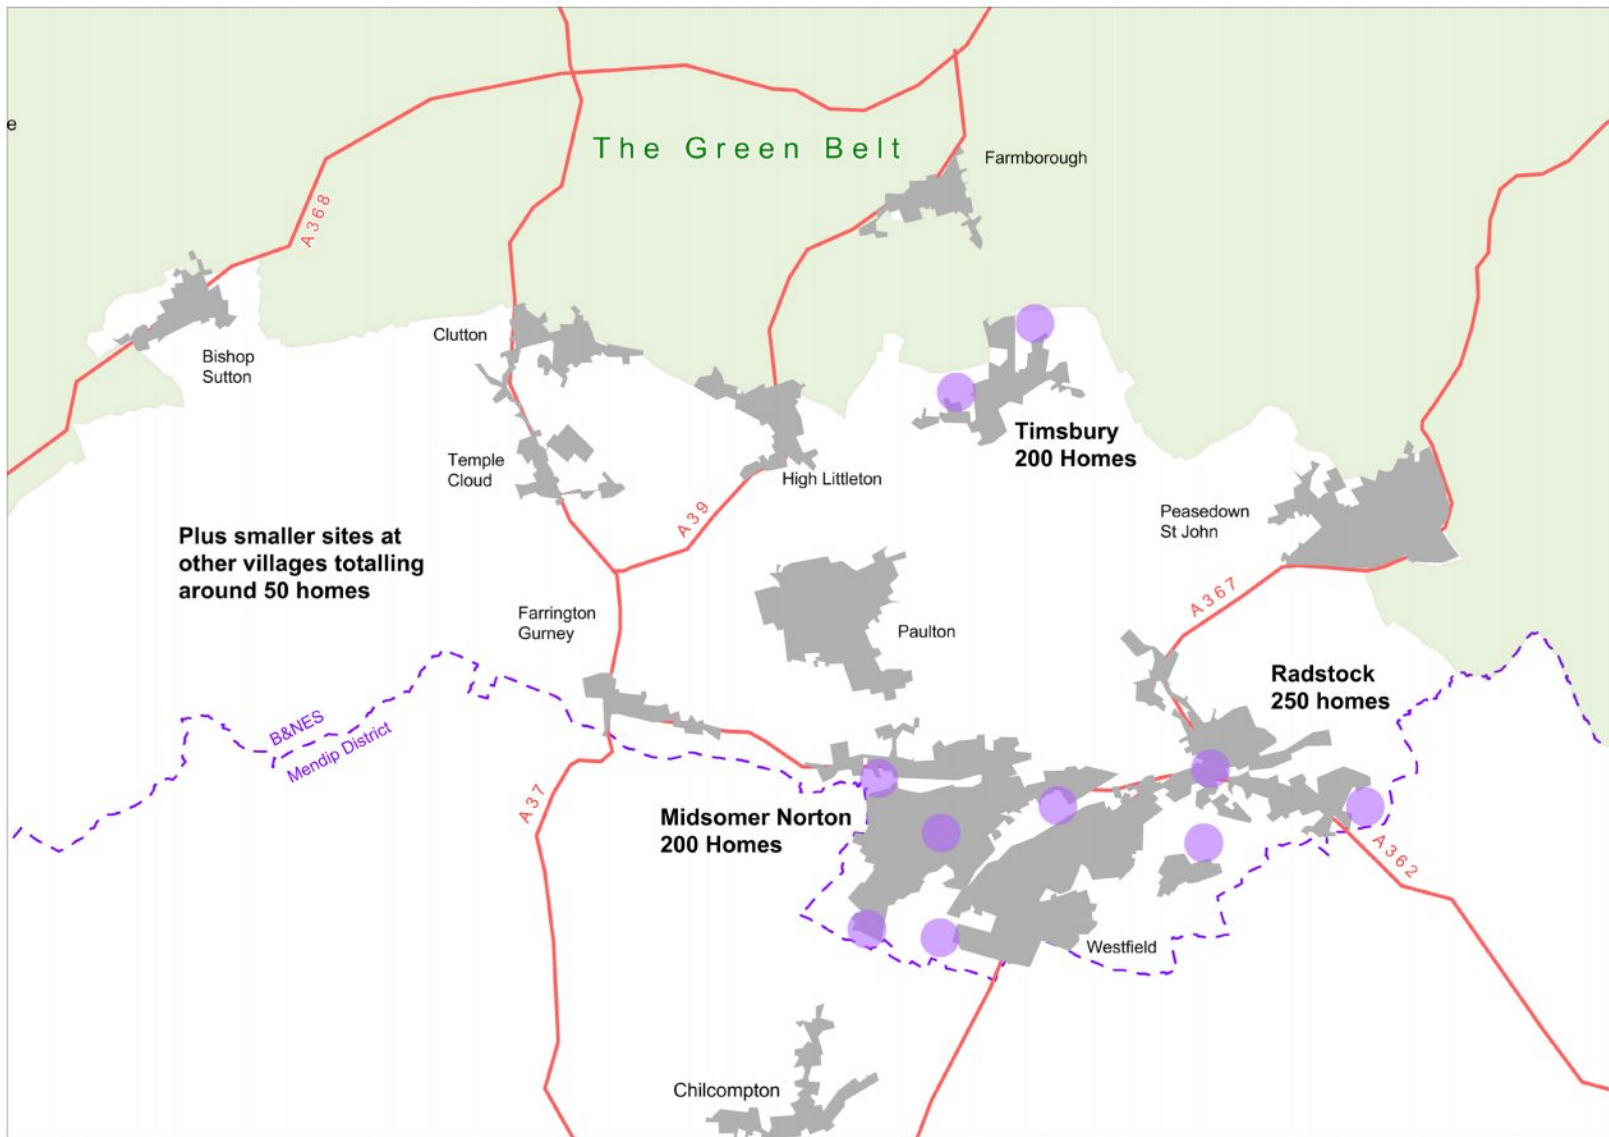 e
The Green Belt
Farmborough
A368
Bishop
Sutton
Clutton
Temple
Cloud
High Littleton
Timsbury
200 Homes
A39
Peasedown
St John
Plus smaller sites at
other villages totalling
around 50 homes
A367
Farrington
Gurney
Paulton
Radstock
250 homes
B&NES
Mendip District
A37
Midsomer Norton
200 Homes
A362
Westfield
Chilcompton